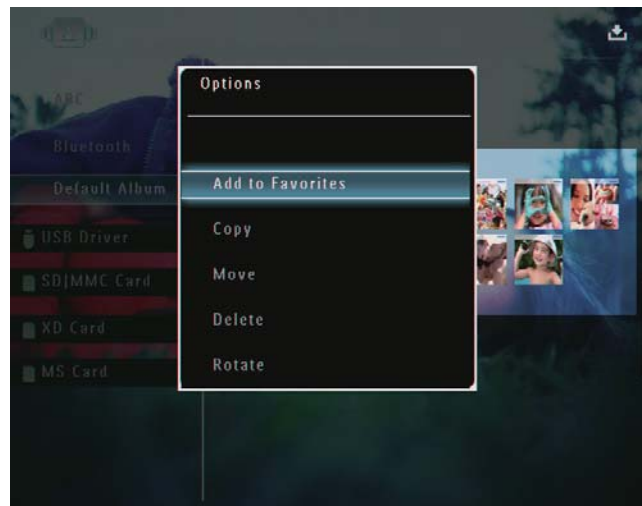 Options
ABC
Bluetooth
Default Album
USB Driver
SD|MMC Card
XD Card
MS Card
Add to Favorites
Copy
Move
Delete
Rotate